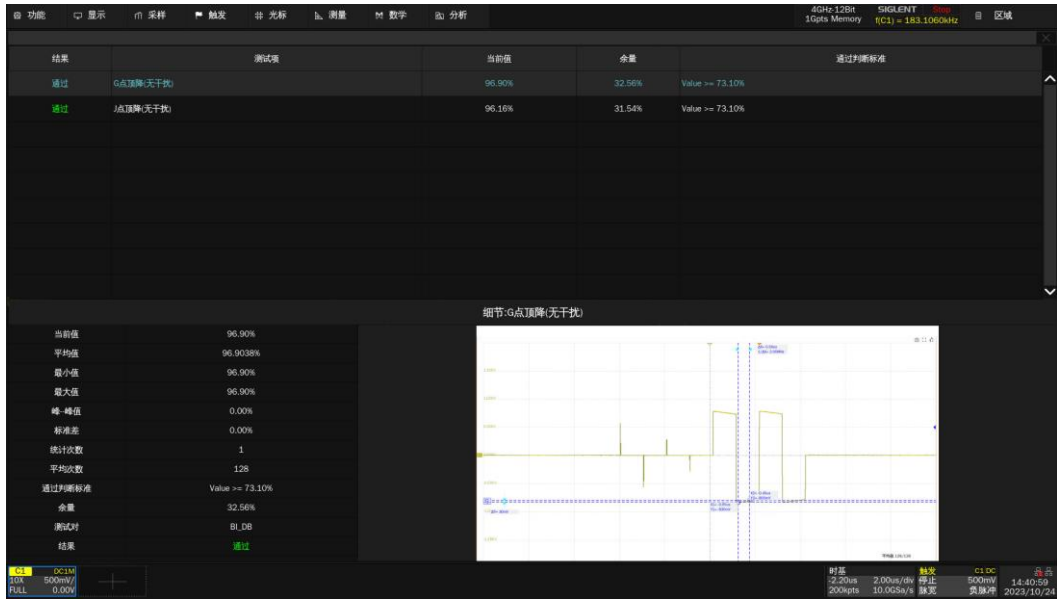 功能 显示 采样 触发 光标 测量 数学 分析 4GHz-12Bit SIGLENT Stop 区域
1Gpts Memory f(C1) = 183.1060kHz
结果 测试项 当前值 余量 通过判断标准
通过 G点顶降(无干扰) 96.90% 32.56% Value >= 73.10%
通过 J点顶降(无干扰) 96.16% 31.54% Value >= 73.10%
细节:G点顶降(无干扰)
当前值 96.90%
平均值 96.9038%
最小值 96.90%
最大值 96.90%
峰-峰值 0.00%
标准差 0.00%
统计次数 1
平均次数 128
通过判断标准 Value >= 73.10%
余量 32.56%
测试对 BI_DB
结果 通过
C1 DC1M
10X 500mV/
FULL 0.00V
时基
-2.20us 2.00us/div
200kpts 10.0GSa/s
触发 C1 DC
停止 500mV
脉宽 负脉冲
14:40:59
2023/10/24